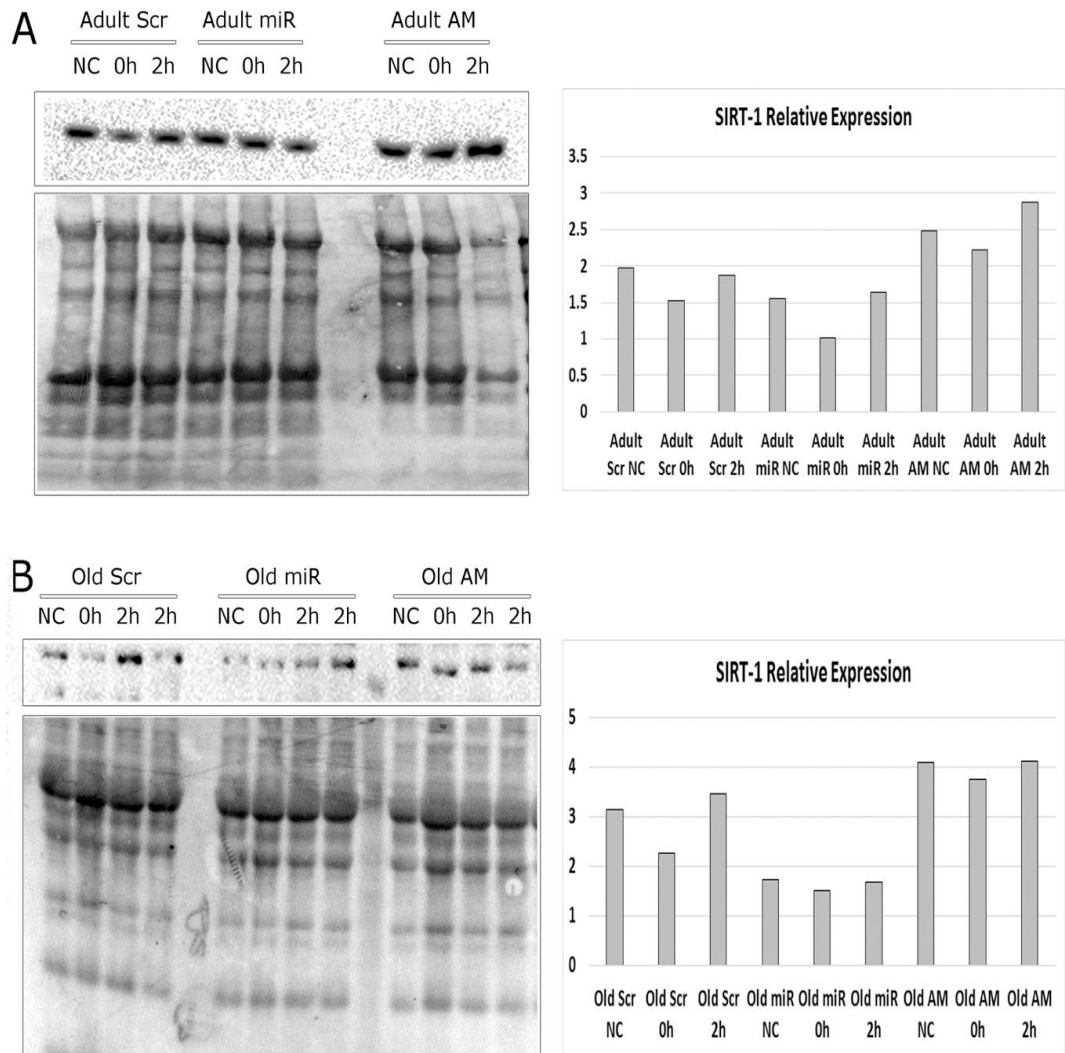 A
Adult Scr Adult miR Adult AM
NC 0h 2h NC 0h 2h NC 0h 2h
SIRT-1 Relative Expression
3.5
3
2.5
2
1.5
1
0.5
0
Adult Adult Adult Adult Adult Adult Adult Adult Adult
Scr NC Scr 0h Scr 2h miR NC miR 0h miR 2h AM NC AM 0h AM 2h
B
Old Scr Old miR Old AM
NC 0h 2h 2h NC 0h 2h 2h NC 0h 2h 2h
SIRT-1 Relative Expression
5
4
3
2
1
0
Old Scr Old Scr Old Scr Old miR Old miR Old miR Old AM Old AM Old AM
NC 0h 2h NC 0h 2h NC 0h 2h